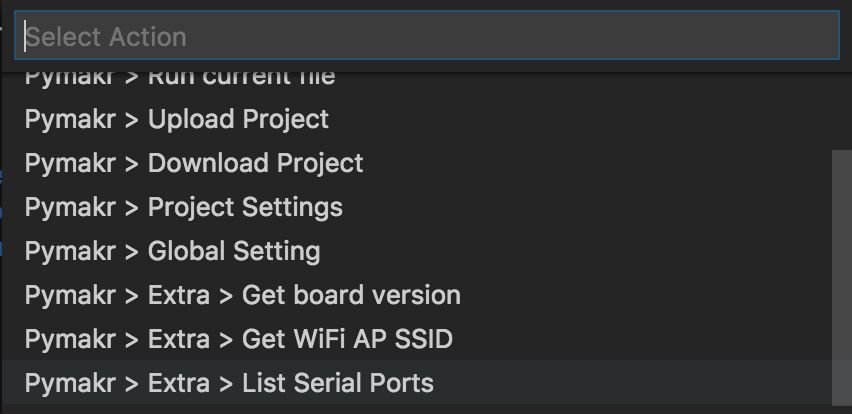 Select Action
Pymakr > Run current file
Pymakr > Upload Project
Pymakr > Download Project
Pymakr > Project Settings
Pymakr > Global Setting
Pymakr > Extra > Get board version
Pymakr > Extra > Get WiFi AP SSID
Pymakr > Extra > List Serial Ports